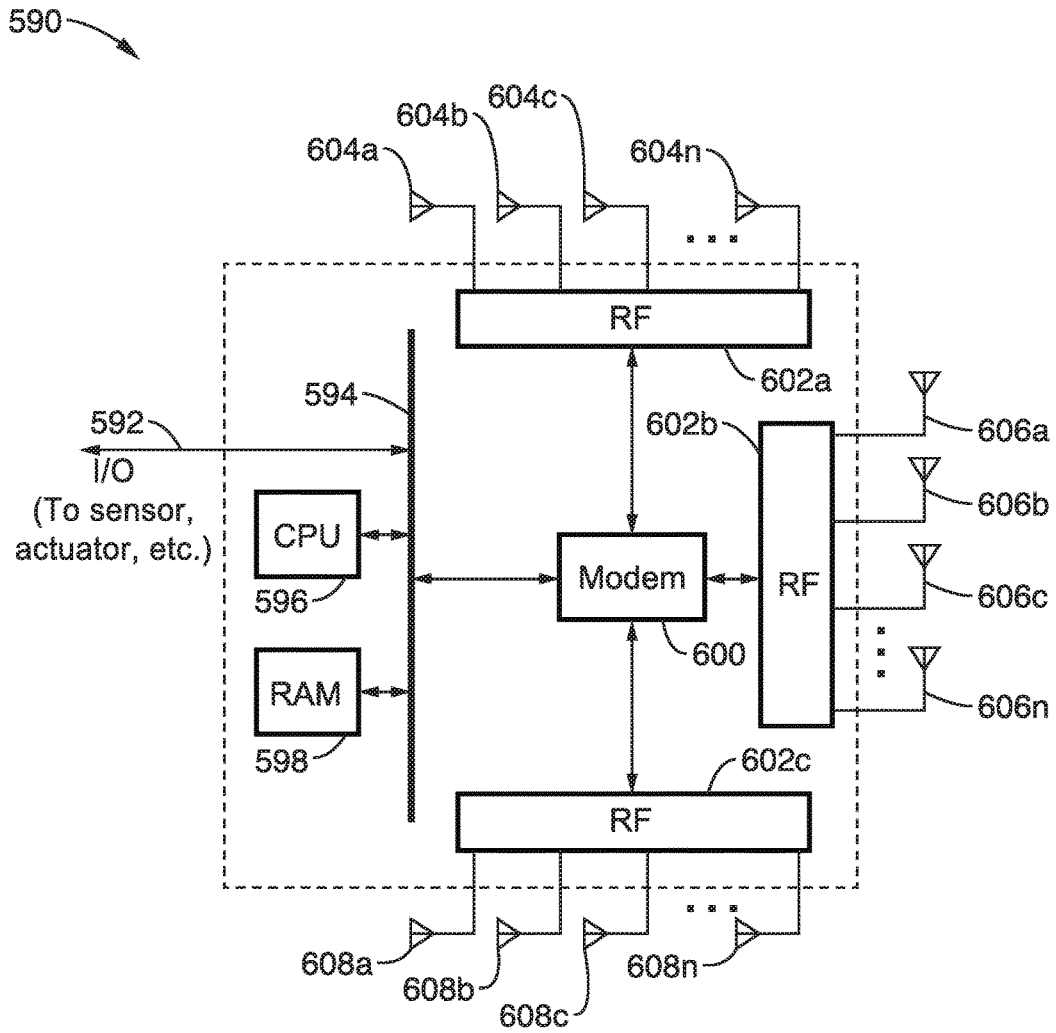 590
604a
604b
604c
604n
RF
602a
594
592
I/O
(To sensor,
actuator, etc.)
602b
606a
606b
606c
606n
CPU
596
Modem
600
RF
RAM
598
602c
RF
608a
608b
608c
608n